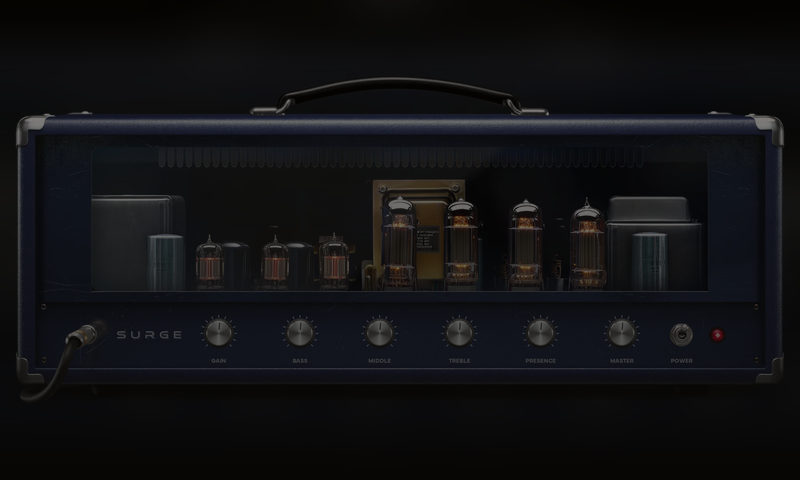 SURGE
GAIN
BASS
MIDDLE
TREBLE
PRESENCE
MASTER
POWER